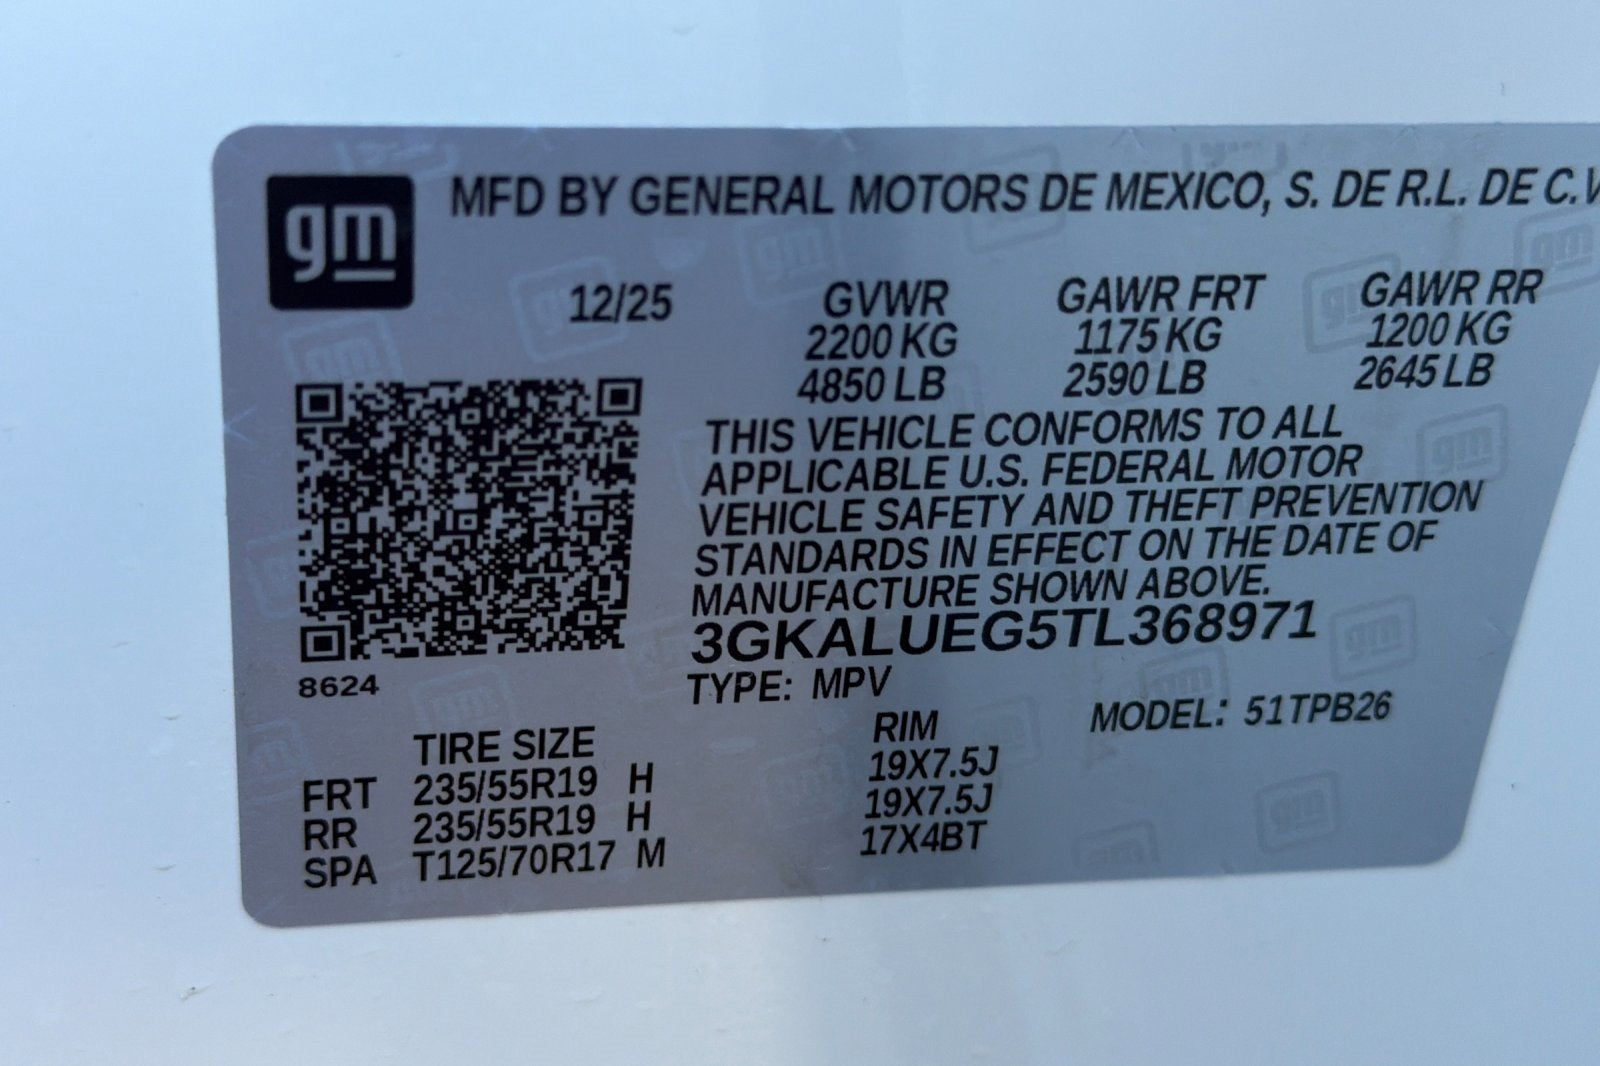 gm
MFD BY GENERAL MOTORS DE MEXICO, S. DE R.L. DE C.V
12/25 GVWR GAWR FRT GAWR RR
2200 KG 1175 KG 1200 KG
4850 LB 2590 LB 2645 LB
THIS VEHICLE CONFORMS TO ALL
APPLICABLE U.S. FEDERAL MOTOR
VEHICLE SAFETY AND THEFT PREVENTION
STANDARDS IN EFFECT ON THE DATE OF
MANUFACTURE SHOWN ABOVE.
3GKALUEG5TL368971
8624
TYPE: MPV
MODEL: 51TPB26
TIRE SIZE RIM
FRT 235/55R19 H 19X7.5J
RR 235/55R19 H 19X7.5J
SPA T125/70R17 M 17X4BT